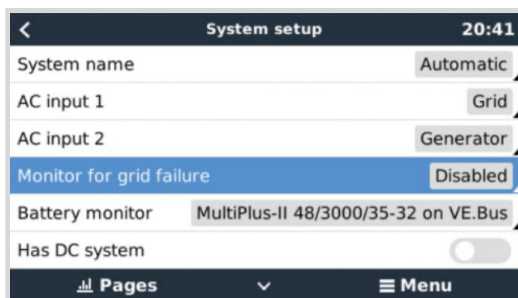 System setup 20:41
System name Automatic
AC input 1 Grid
AC input 2 Generator
Monitor for grid failure Disabled
Battery monitor MultiPlus-II 48/3000/35-32 on VE.Bus
Has DC system
Pages Menu